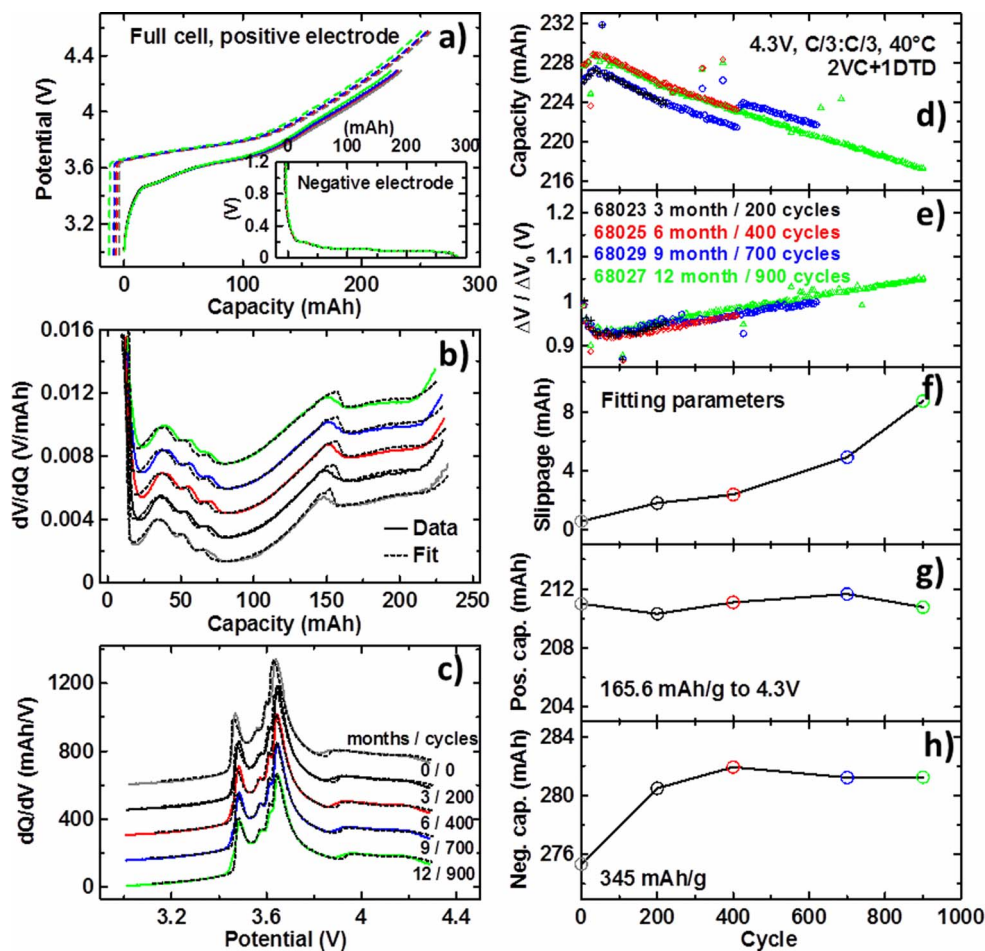 Full cell, positive electrode
a)
Potential (V)
4.8
4.2
3.6
3.0
(mAh)
0 100 200 300
1.2
0.8
0.4
0
(V)
Negative electrode
0 100 200 300
Capacity (mAh)
b)
dV/dQ (V/mAh)
0.016
0.012
0.008
0.004
0.000
Data
Fit
0 50 100 150 200 250
Capacity (mAh)
c)
dQ/dV (mAh/V)
1200
800
400
0
months / cycles
0 / 0
3 / 200
6 / 400
9 / 700
12 / 900
3.2 3.6 4 4.4
Potential (V)
4.3V, C/3:C/3, 40°C
2VC+1DTD
d)
Capacity (mAh)
232
228
224
220
216
e)
68023 3 month / 200 cycles
68025 6 month / 400 cycles
68029 9 month / 700 cycles
68027 12 month / 900 cycles
ΔV / ΔV0 (V)
1.2
1.1
1
0.9
Fitting parameters
f)
Slippage (mAh)
8
4
0
g)
Pos. cap. (mAh)
212
208
204
165.6 mAh/g to 4.3V
h)
Neg. cap. (mAh)
284
280
276
345 mAh/g
0 200 400 600 800 1000
Cycle